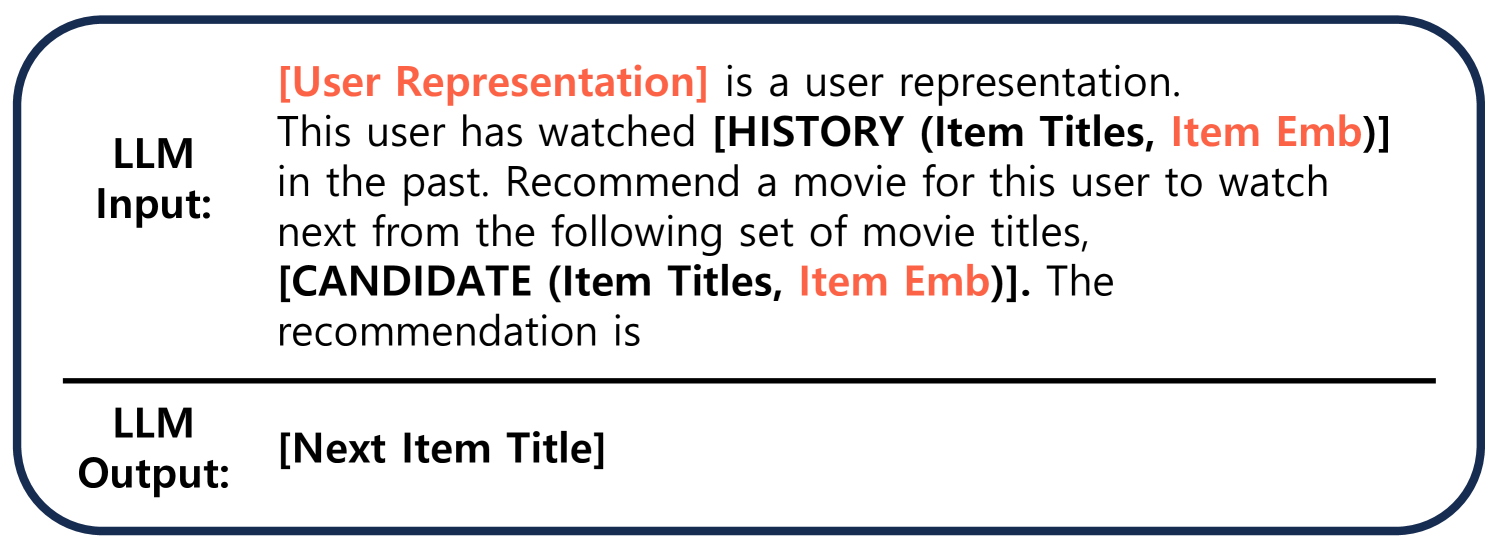 LLM
Input:
[User Representation] is a user representation.
This user has watched [HISTORY (Item Titles, Item Emb)]
in the past. Recommend a movie for this user to watch
next from the following set of movie titles,
[CANDIDATE (Item Titles, Item Emb)]. The
recommendation is
LLM
Output:
[Next Item Title]